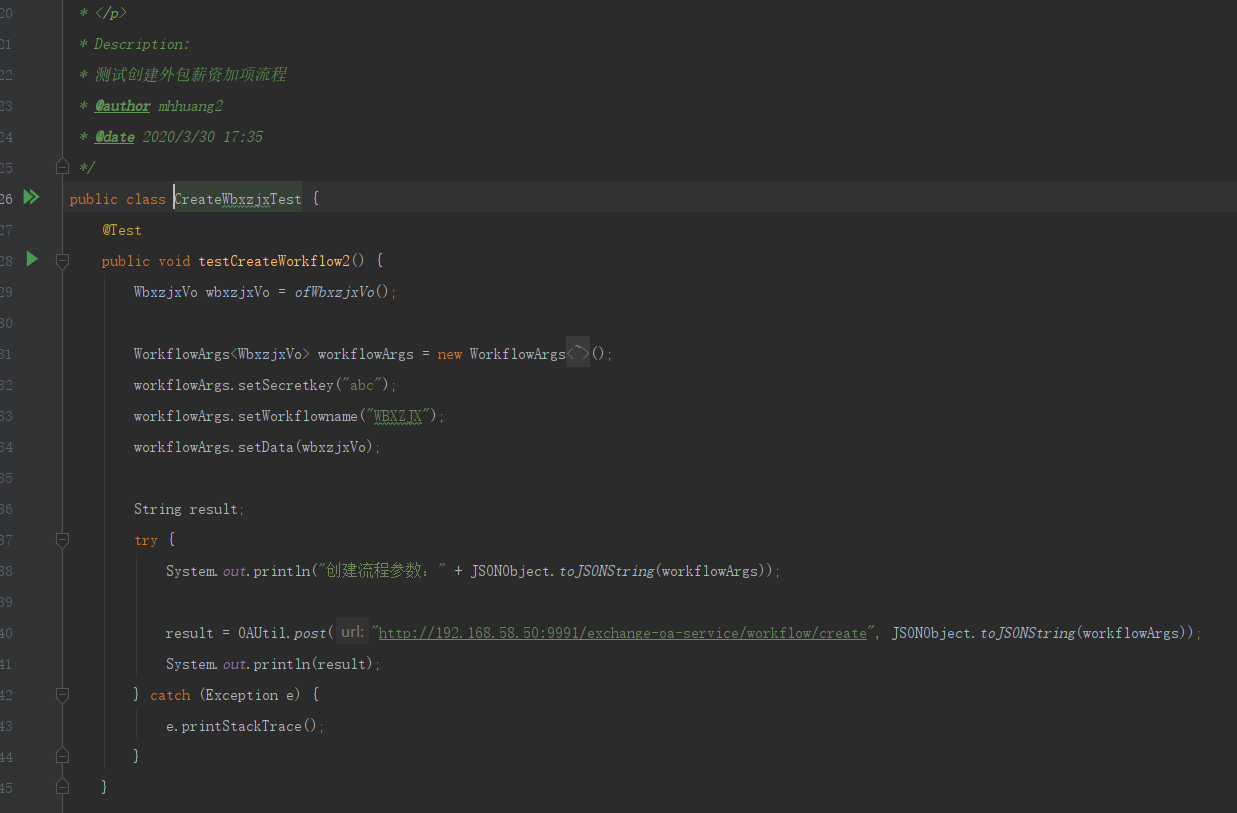 20 * </p>
21 * Description:
22 * 测试创建外包薪资加项流程
23 * @author mhhuang2
24 * @date 2020/3/30 17:35
25 */
26 public class CreateWbxzjxTest {
27 @Test
28 public void testCreateWorkflow2() {
29 WbxzjxVo wbxzjxVo = ofWbxzjxVo();
30
31 WorkflowArgs<WbxzjxVo> workflowArgs = new WorkflowArgs<~>();
32 workflowArgs.setSecretkey("abc");
33 workflowArgs.setWorkflowname("WBXZJX");
34 workflowArgs.setData(wbxzjxVo);
35
36 String result;
37 try {
38 System.out.println("创建流程参数：" + JSONObject.toJSONString(workflowArgs));
39
40 result = OAUtil.post( url: "http://192.168.58.50:9991/exchange-oa-service/workflow/create", JSONObject.toJSONString(workflowArgs));
41 System.out.println(result);
42 } catch (Exception e) {
43 e.printStackTrace();
44 }
45 }